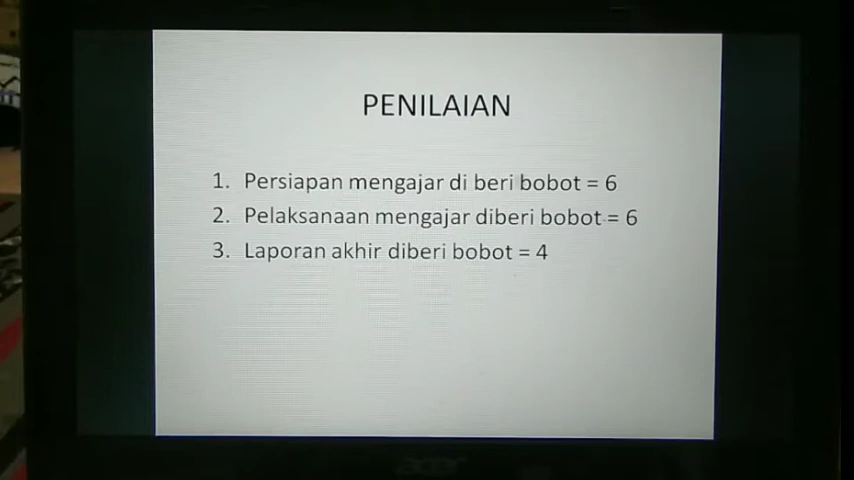 PENILAIAN
1. Persiapan mengajar di beri bobot = 6
2. Pelaksanaan mengajar diberi bobot = 6
3. Laporan akhir diberi bobot = 4
acer